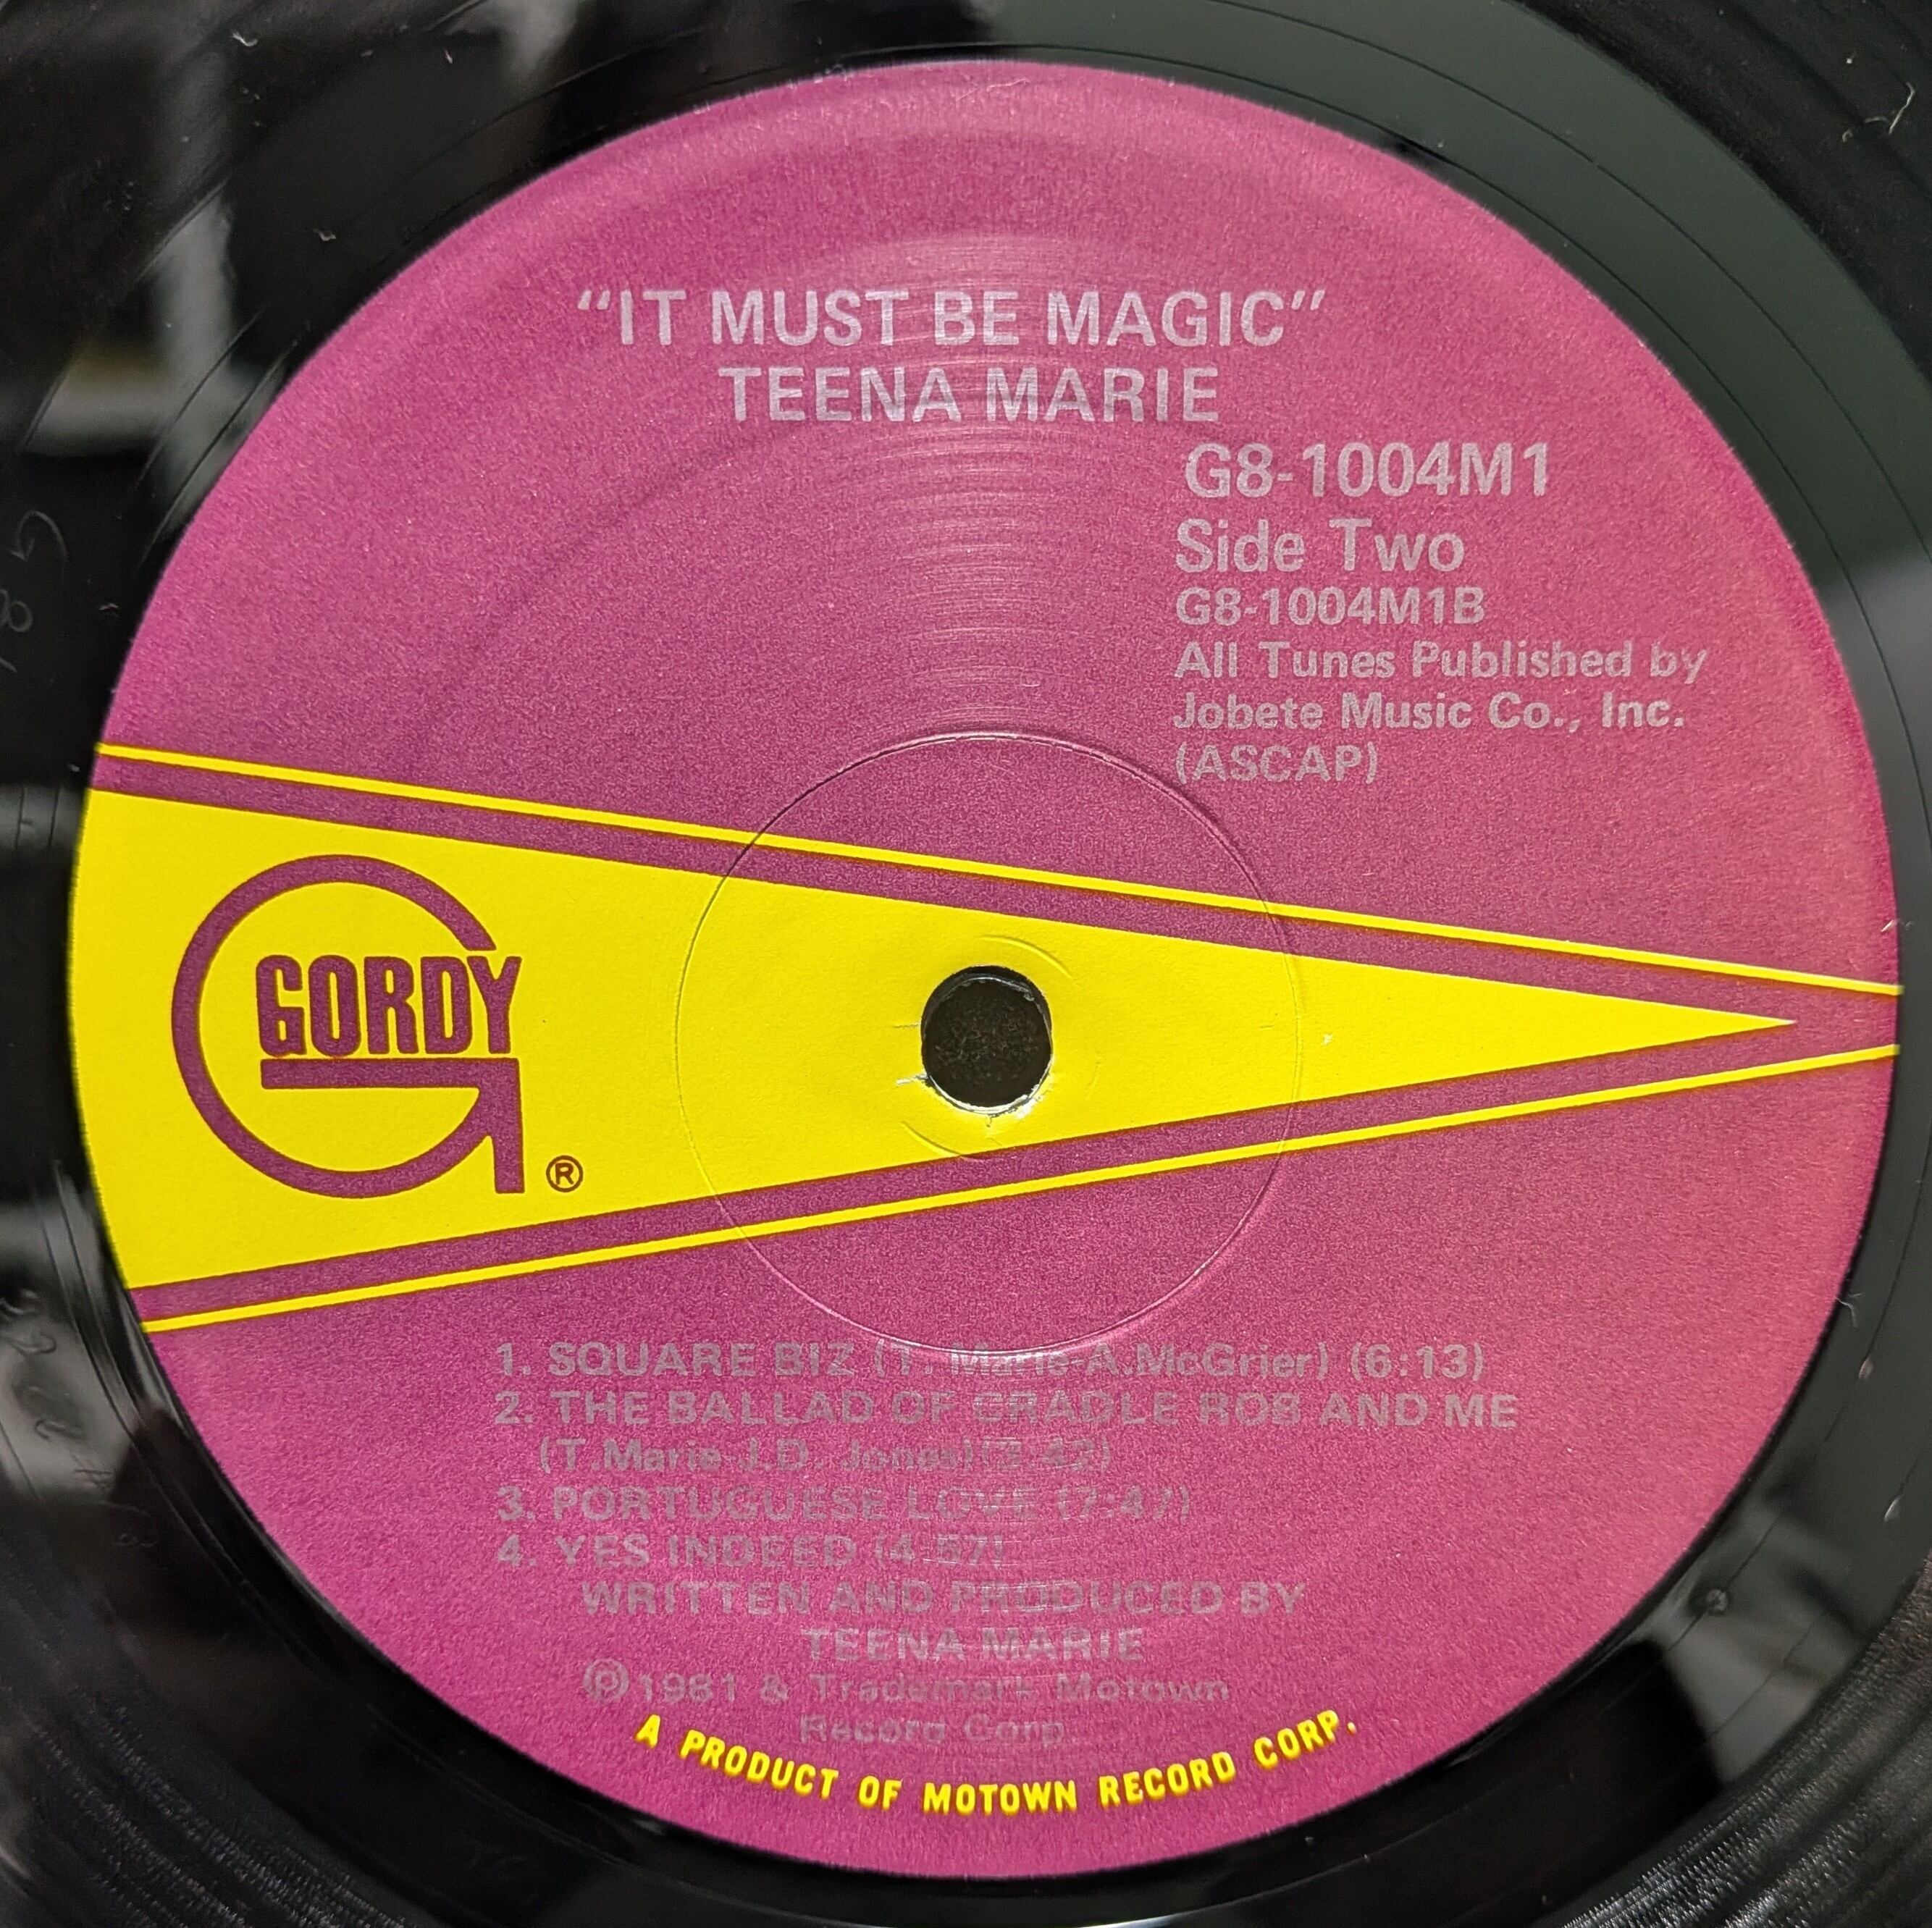 “IT MUST BE MAGIC”
TEENA MARIE
G8-1004M1
Side Two
G8-1004M1B
All Tunes Published by
Jobete Music Co., Inc.
(ASCAP)
GORDY
®
1. SQUARE BIZ (T. Marie-A.McGrier) (6:13)
2. THE BALLAD OF CRADLE ROB AND ME
(T.Marie-J.D. Jones)(3:42)
3. PORTUGUESE LOVE (7:47)
4. YES INDEED (4:57)
WRITTEN AND PRODUCED BY
TEENA MARIE
℗1981 & Trademark Motown
Record Corp.
A PRODUCT OF MOTOWN RECORD CORP.